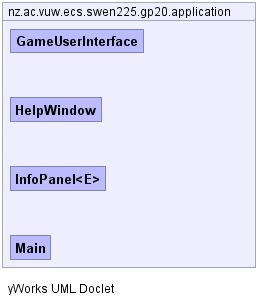 nz.ac.vuw.ecs.swen225.gp20.application
GameUserInterface
HelpWindow
InfoPanel<E>
Main
yWorks UML Doclet